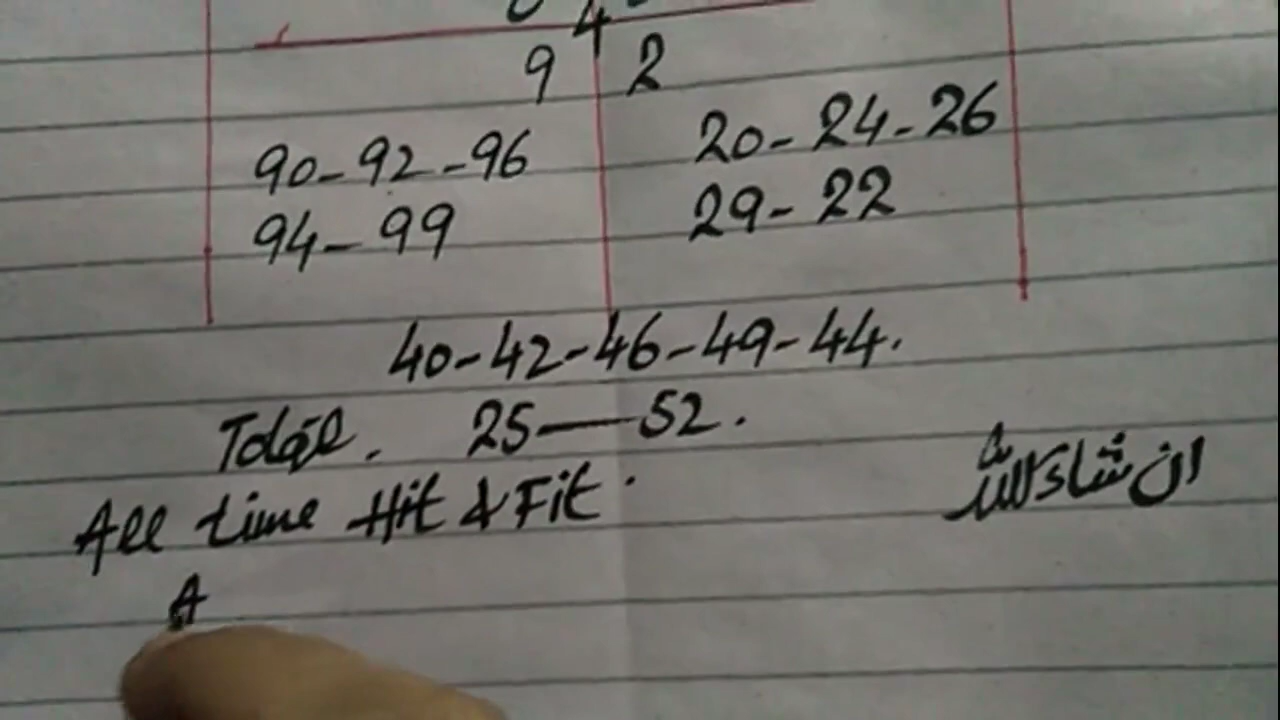 4
9 2
90-92-96 20-24-26
94-99 29-22
40-42-46-49-44.
25—52.
All time Hit & Fit.
ان شاء اللہ
A